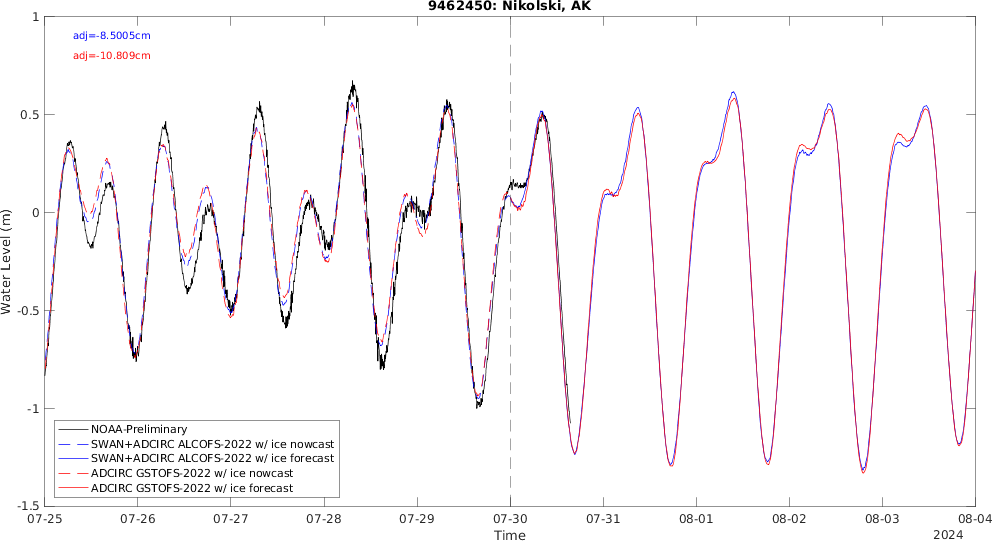 9462450: Nikolski, AK
adj=-8.5005cm
adj=-10.809cm
Water Level (m)
1
0.5
0
-0.5
-1
-1.5
NOAA-Preliminary
SWAN+ADCIRC ALCOFS-2022 w/ ice nowcast
SWAN+ADCIRC ALCOFS-2022 w/ ice forecast
ADCIRC GSTOFS-2022 w/ ice nowcast
ADCIRC GSTOFS-2022 w/ ice forecast
07-25 07-26 07-27 07-28 07-29 07-30 07-31 08-01 08-02 08-03 08-04
Time
2024